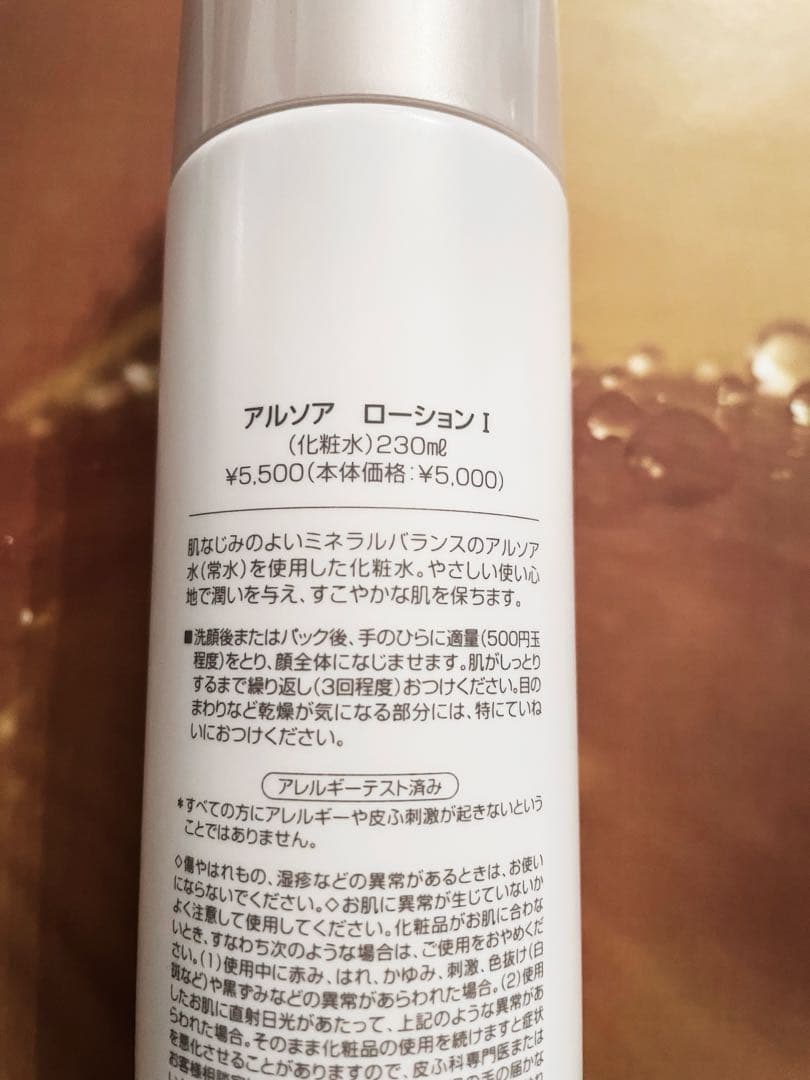 アルソア　ローションⅠ
(化粧水)230㎖
¥5,500(本体価格:¥5,000)
肌なじみのよいミネラルバランスのアルソア
水(常水)を使用した化粧水。やさしい使い心
地で潤いを与え、すこやかな肌を保ちます。
■洗顔後またはパック後、手のひらに適量(500円玉
程度)をとり、顔全体になじませます。肌がしっとり
するまで繰り返し(3回程度)おつけください。目の
まわりなど乾燥が気になる部分には、特にていね
いにおつけください。
アレルギーテスト済み
*すべての方にアレルギーや皮ふ刺激が起きないという
ことではありません。
◇傷やはれもの、湿疹などの異常があるときは、お使い
にならないでください。◇お肌に異常が生じていないか
よく注意して使用してください。化粧品がお肌に合わな
いとき、すなわち次のような場合は、ご使用をおやめくだ
さい。(1)使用中に赤み、はれ、かゆみ、刺激、色抜け(白
斑など)や黒ずみなどの異常があらわれた場合。(2)使用
したお肌に直射日光があたって、上記のような異常があ
らわれた場合。そのまま化粧品の使用を続けますと症状
を悪化させることがありますので、皮ふ科専門医または
お客様相談室に
の手の届かな